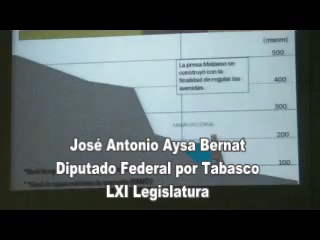 (msnm)
500
La presa Malpaso se
construyó con la
finalidad de regular las
avenidas.
400
300
200
100
José Antonio Aysa Bernat
Diputado Federal por Tabasco
LXI Legislatura